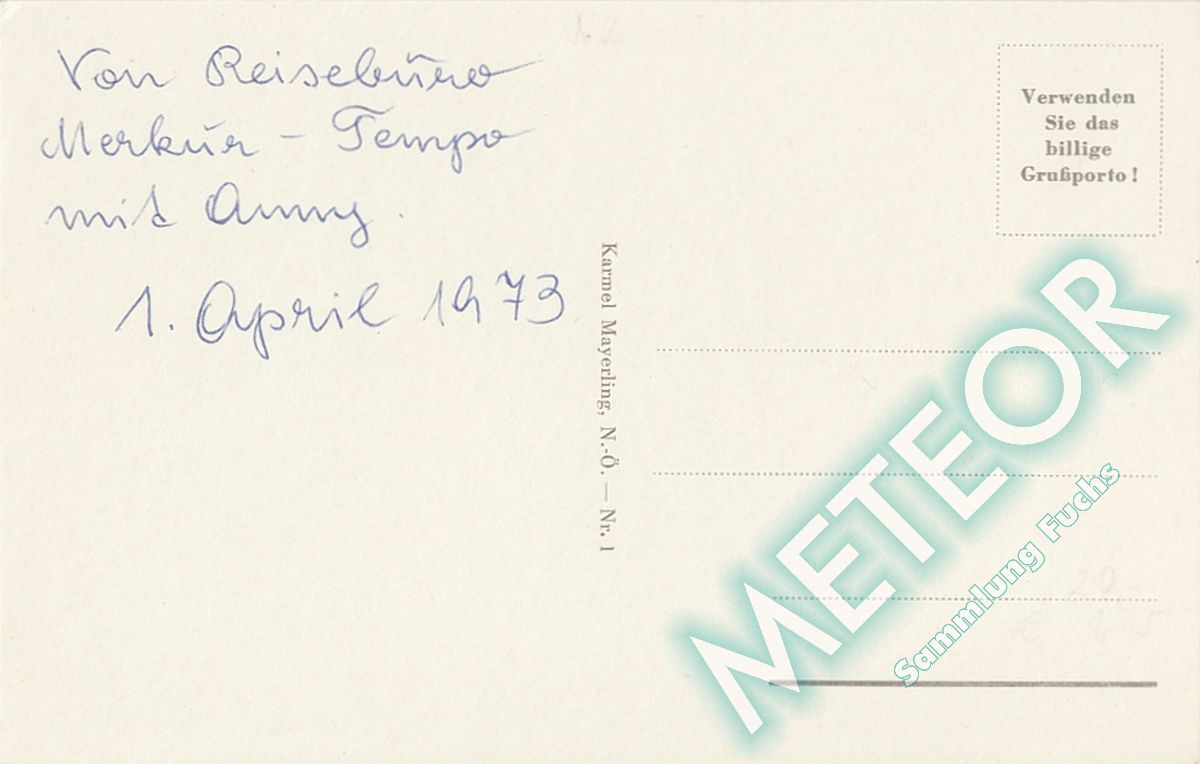 Von Reisebüro
Merkur - Tempo
mit Anny.
1. April 1973
Karmel Mayerling, N.-Ö. — Nr. 1
Verwenden
Sie das
billige
Grußporto!
METEOR
Sammlung Fuchs